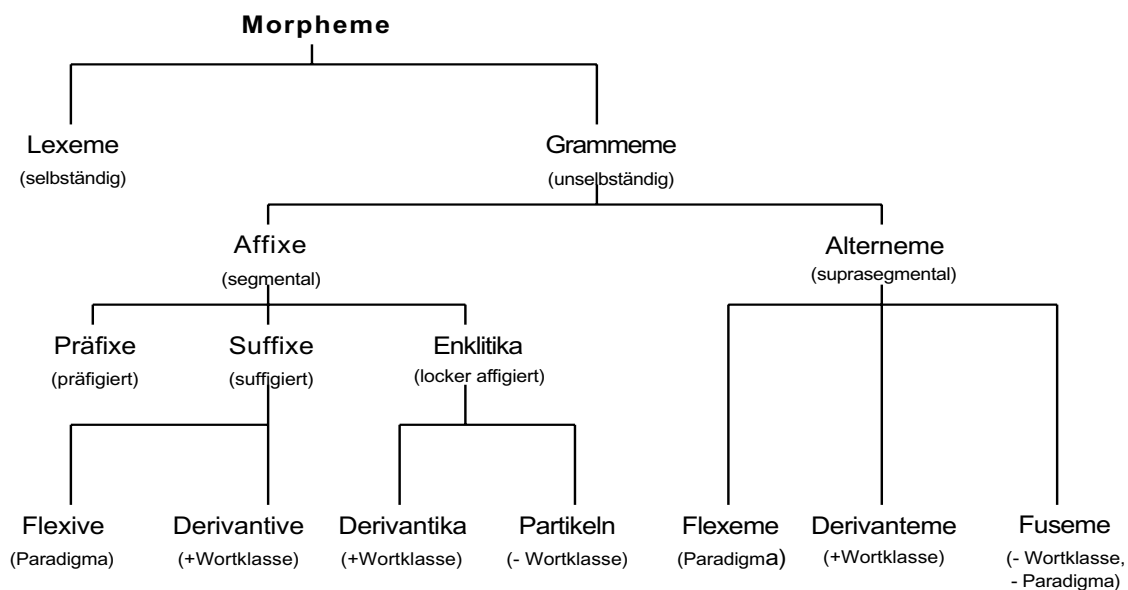 Morpheme
Lexeme
(selbständig)
Grammeme
(unselbständig)
Affixe
(segmental)
Alterneme
(suprasegmental)
Präfixe
(präfigiert)
Suffixe
(suffigiert)
Enklitika
(locker affigiert)
Flexive
(Paradigma)
Derivantive
(+Wortklasse)
Derivantika
(+Wortklasse)
Partikeln
(- Wortklasse)
Flexeme
(Paradigma)
Derivanteme
(+Wortklasse)
Fuseme
(- Wortklasse,
- Paradigma)